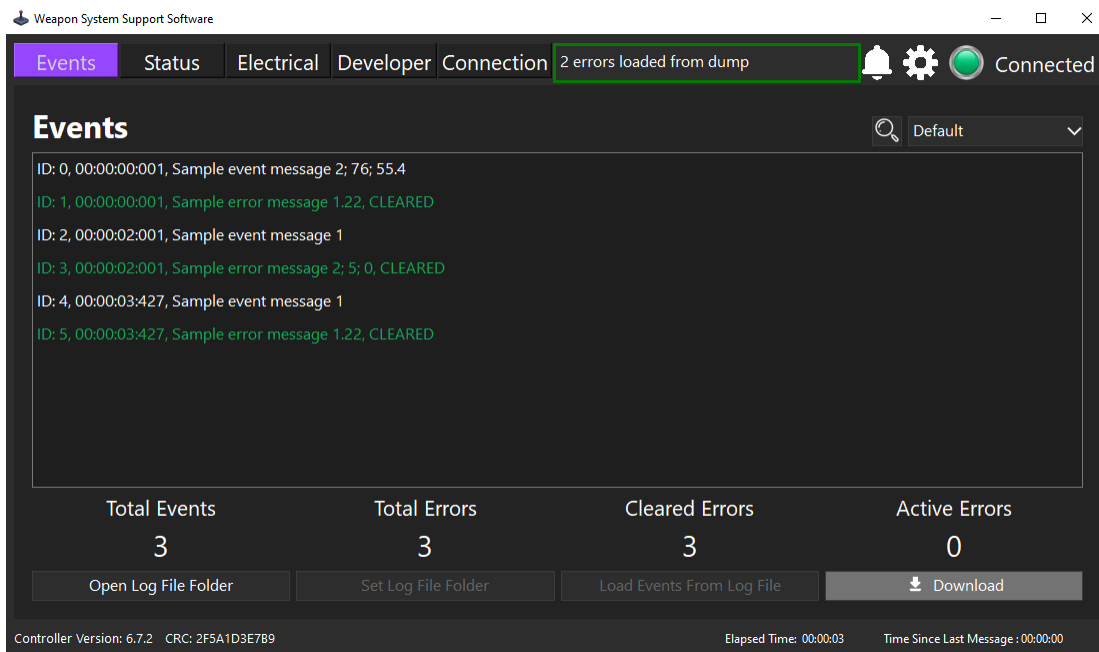 Weapon System Support Software
Events Status Electrical Developer Connection 2 errors loaded from dump Connected
Events
Default
ID: 0, 00:00:00:001, Sample event message 2; 76; 55.4
ID: 1, 00:00:00:001, Sample error message 1.22, CLEARED
ID: 2, 00:00:02:001, Sample event message 1
ID: 3, 00:00:02:001, Sample error message 2; 5; 0, CLEARED
ID: 4, 00:00:03:427, Sample event message 1
ID: 5, 00:00:03:427, Sample error message 1.22, CLEARED
Total Events Total Errors Cleared Errors Active Errors
3 3 3 0
Open Log File Folder Set Log File Folder Load Events From Log File Download
Controller Version: 6.7.2 CRC: 2F5A1D3E7B9 Elapsed Time: 00:00:03 Time Since Last Message : 00:00:00